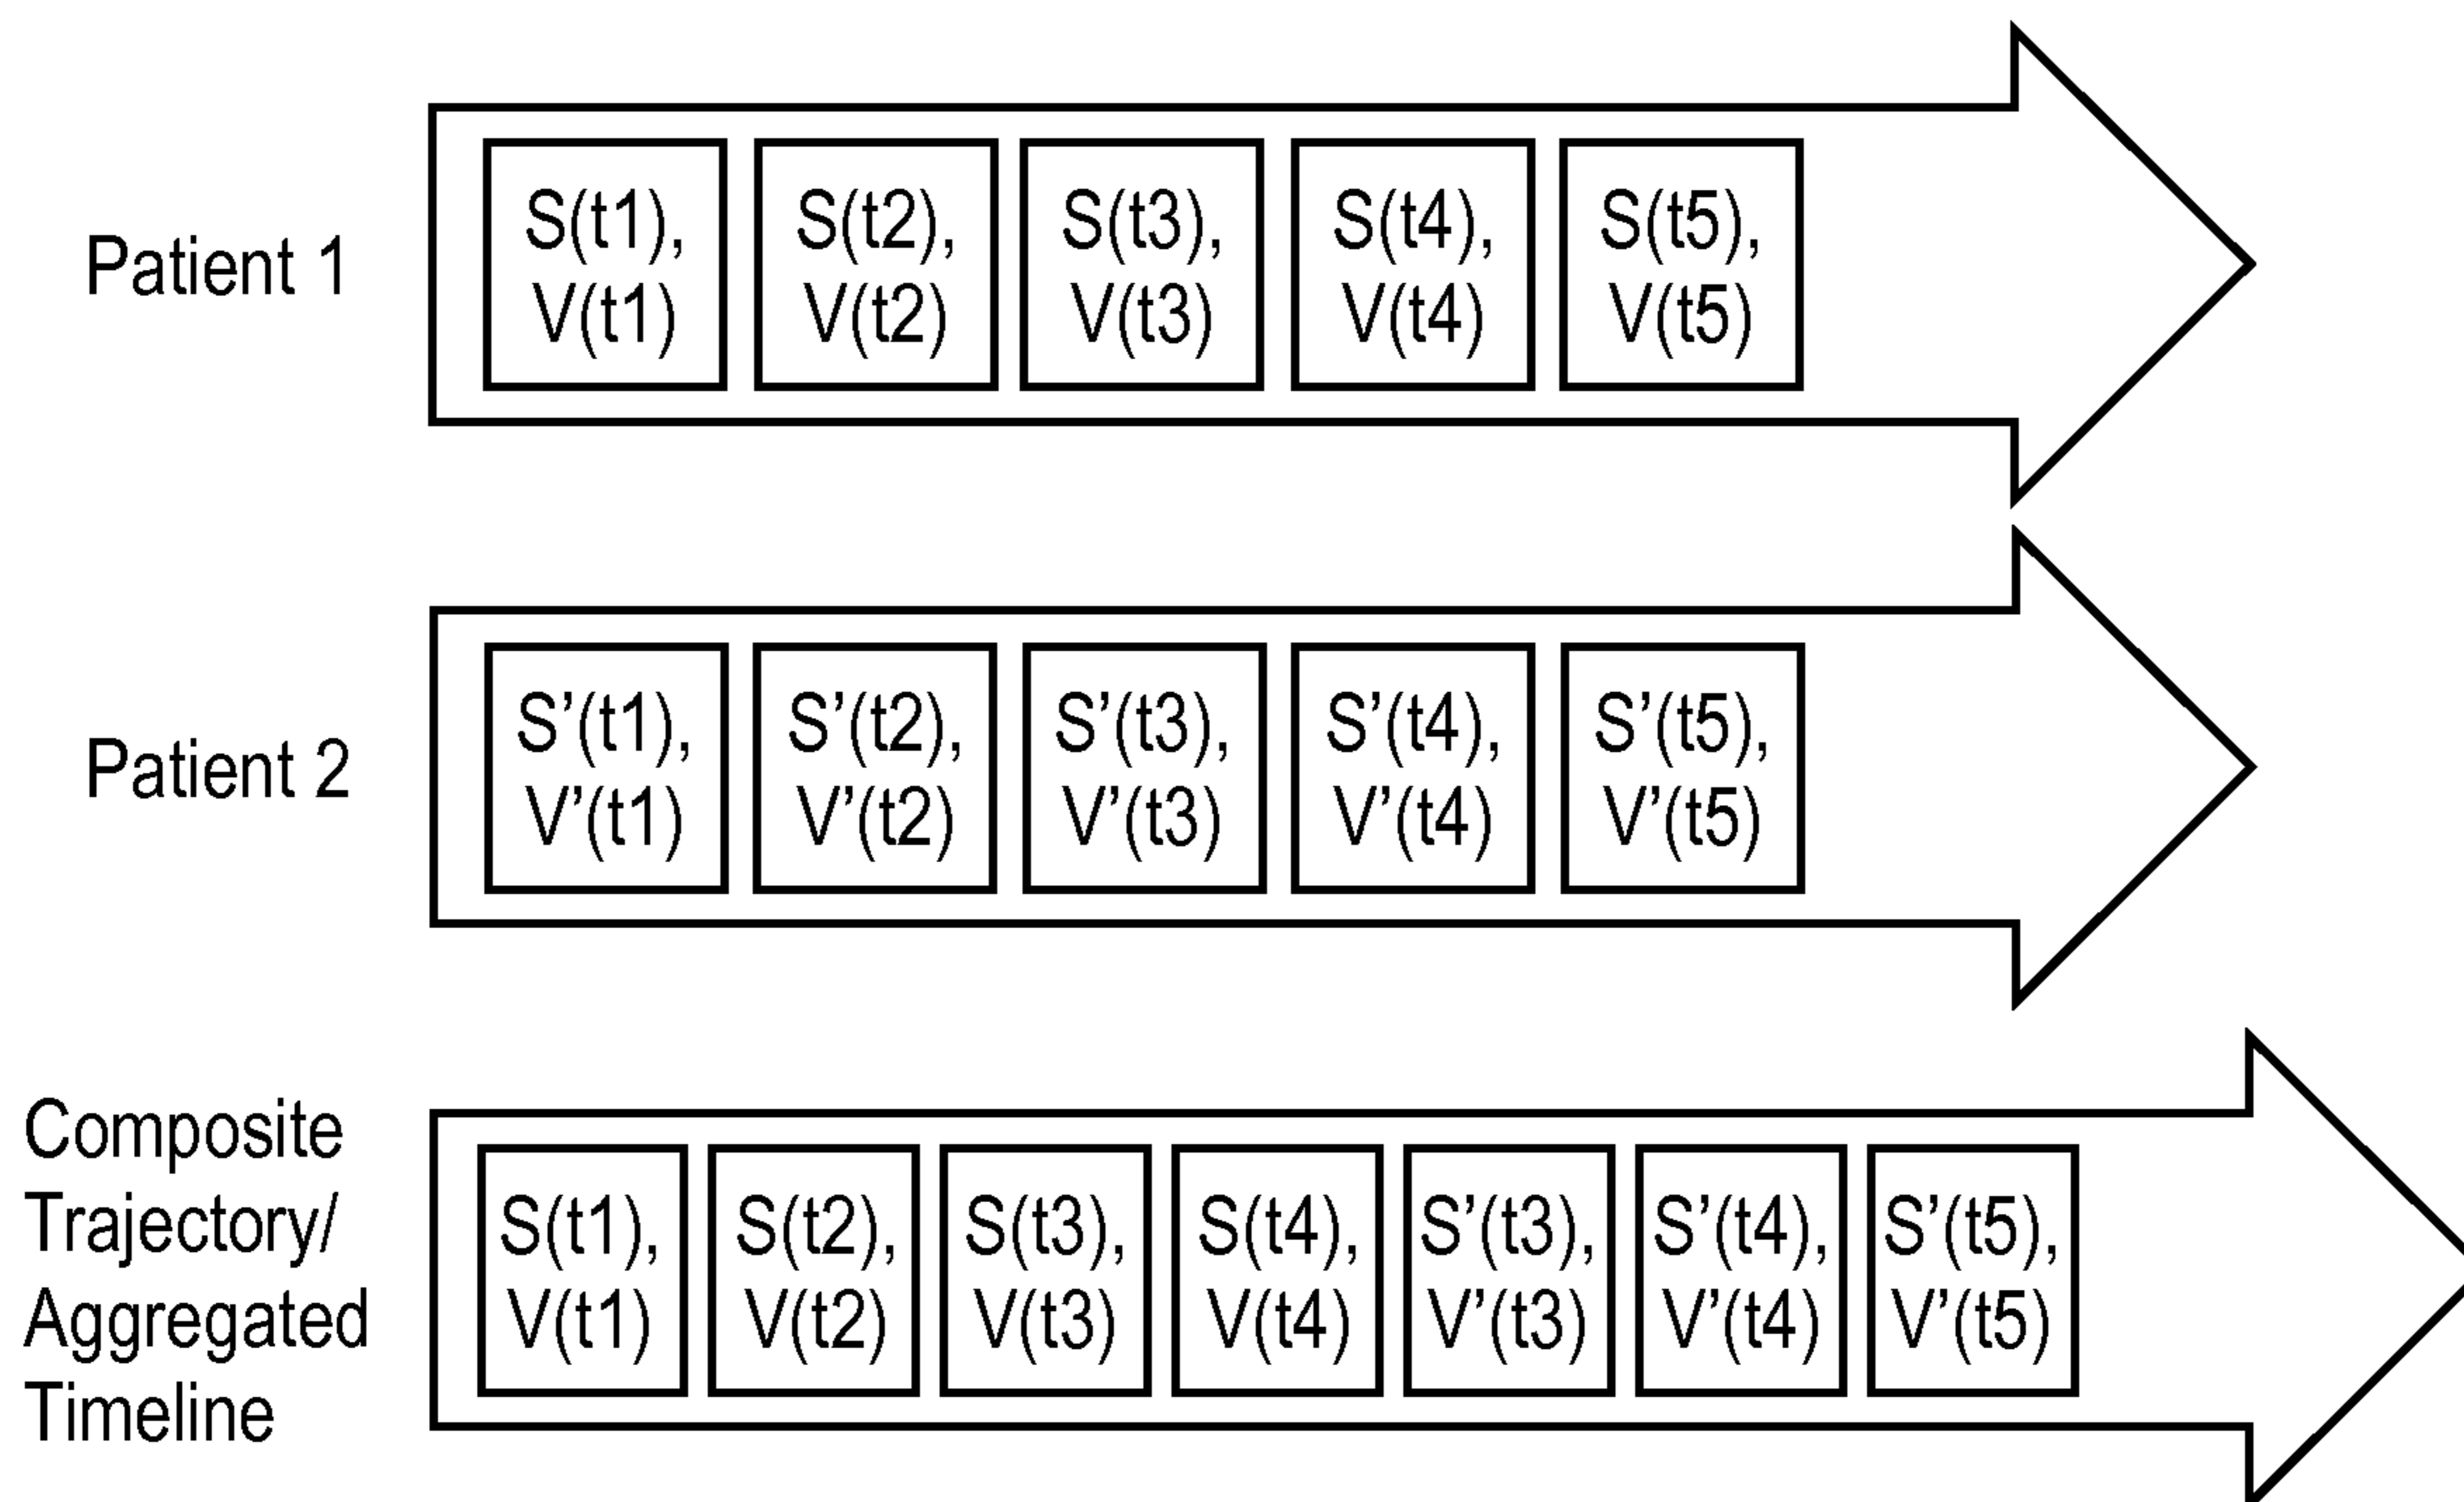 Patient 1
S(t1),
V(t1)
S(t2),
V(t2)
S(t3),
V(t3)
S(t4),
V(t4)
S(t5),
V(t5)
Patient 2
S’(t1),
V’(t1)
S’(t2),
V’(t2)
S’(t3),
V’(t3)
S’(t4),
V’(t4)
S’(t5),
V’(t5)
Composite
Trajectory/
Aggregated
Timeline
S(t1),
V(t1)
S(t2),
V(t2)
S(t3),
V(t3)
S(t4),
V(t4)
S’(t3),
V’(t3)
S’(t4),
V’(t4)
S’(t5),
V’(t5)